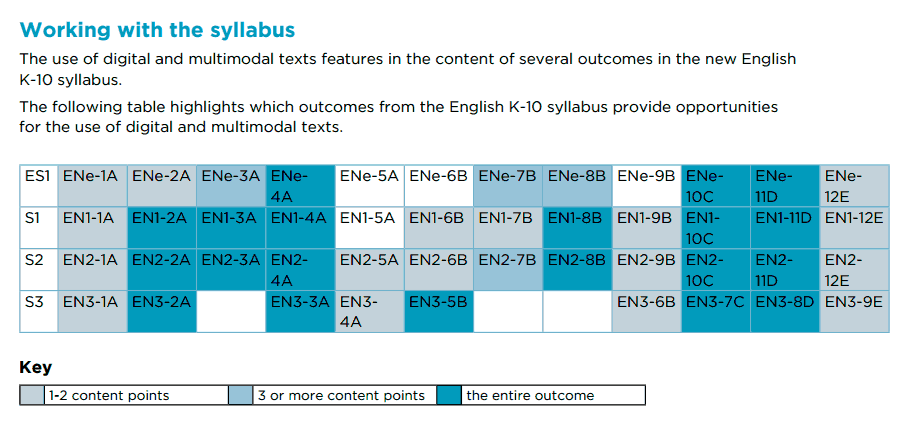 Working with the syllabus
The use of digital and multimodal texts features in the content of several outcomes in the new English
K-10 syllabus.
The following table highlights which outcomes from the English K-10 syllabus provide opportunities
for the use of digital and multimodal texts.
ES1 ENe-1A ENe-2A ENe-3A ENe-4A ENe-5A ENe-6B ENe-7B ENe-8B ENe-9B ENe-10C ENe-11D ENe-12E
S1 EN1-1A EN1-2A EN1-3A EN1-4A EN1-5A EN1-6B EN1-7B EN1-8B EN1-9B EN1-10C EN1-11D EN1-12E
S2 EN2-1A EN2-2A EN2-3A EN2-4A EN2-5A EN2-6B EN2-7B EN2-8B EN2-9B EN2-10C EN2-11D EN2-12E
S3 EN3-1A EN3-2A EN3-3A EN3-4A EN3-5B EN3-6B EN3-7C EN3-8D EN3-9E
Key
1-2 content points 3 or more content points the entire outcome